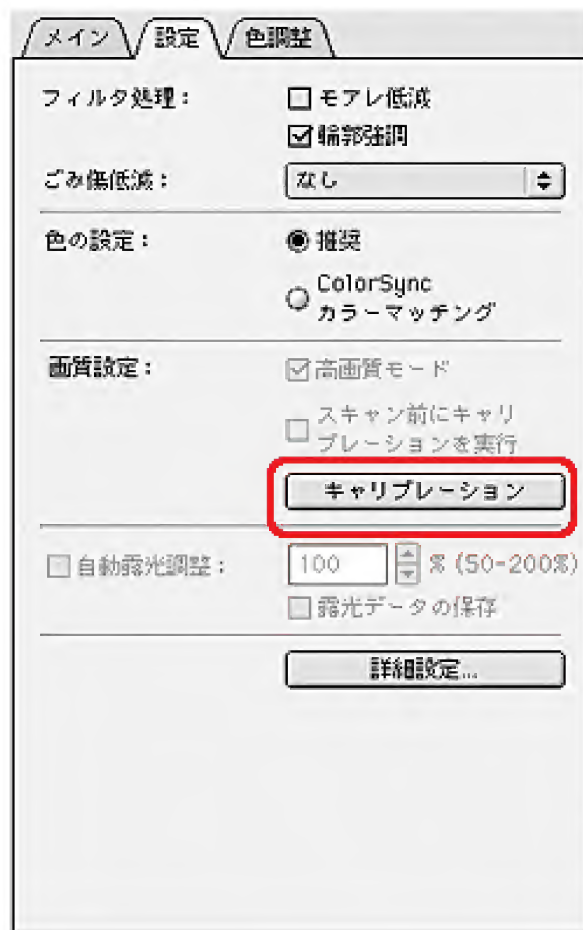 メイン 設定 色調整
フィルタ処理: モアレ低減
輪郭強調
ごみ傷低減: なし
色の設定: 推奨
ColorSync
カラーマッチング
画質設定: 高画質モード
スキャン前にキャリ
ブレーションを実行
キャリブレーション
自動露光調整: 100 % (50-200%)
露光データの保存
詳細設定...